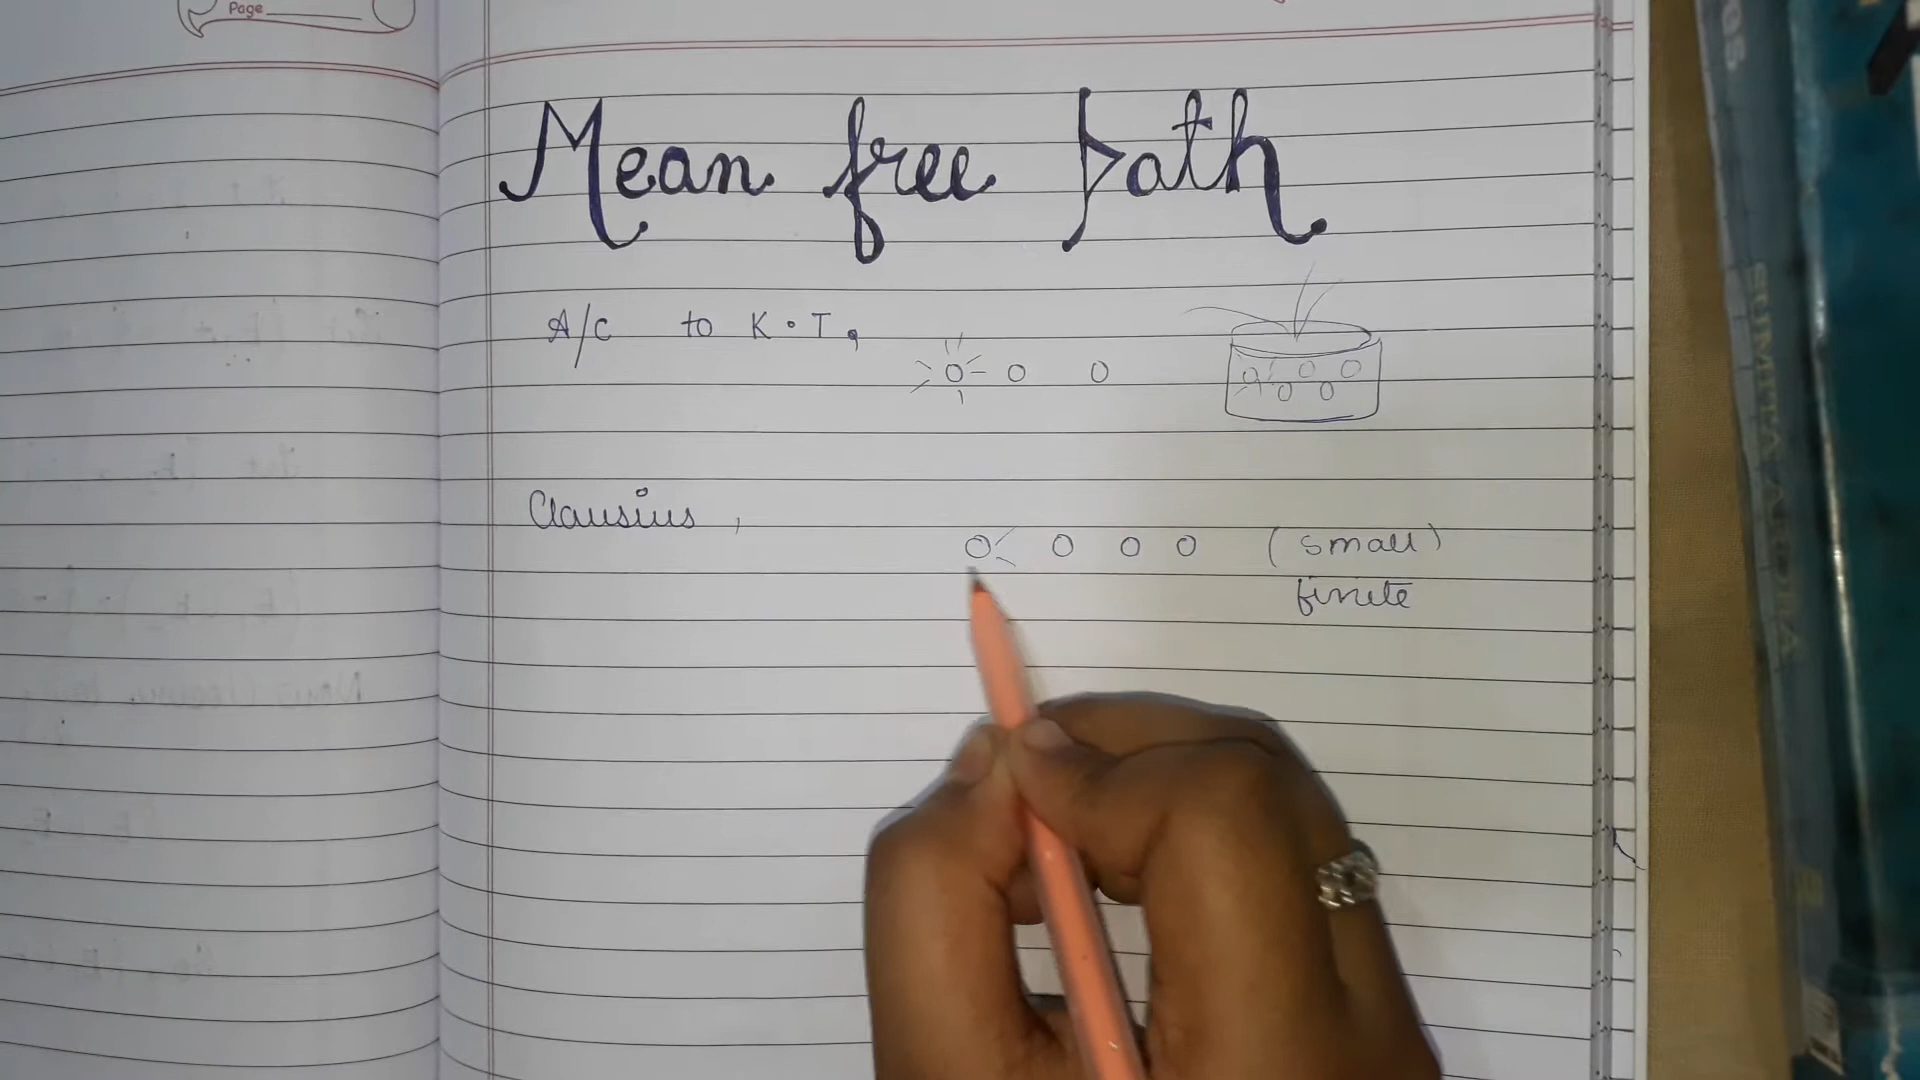 Page
Mean free path
A/C to K.T,
Clausius,
(small)
finite